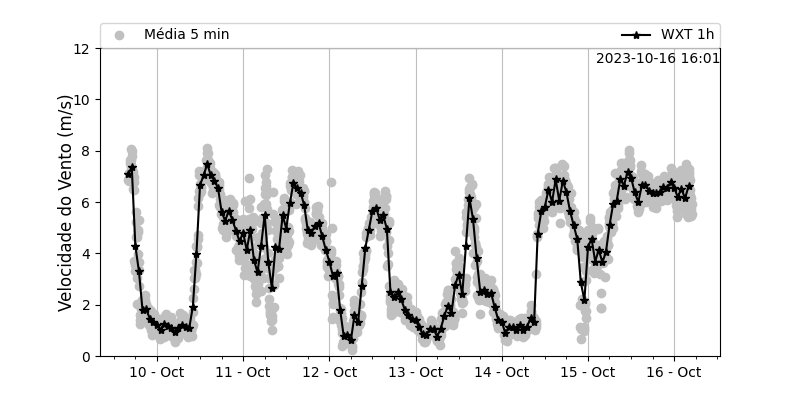 Média 5 min
WXT 1h
2023-10-16 16:01
Velocidade do Vento (m/s)
12
10
8
6
4
2
0
10 - Oct
11 - Oct
12 - Oct
13 - Oct
14 - Oct
15 - Oct
16 - Oct